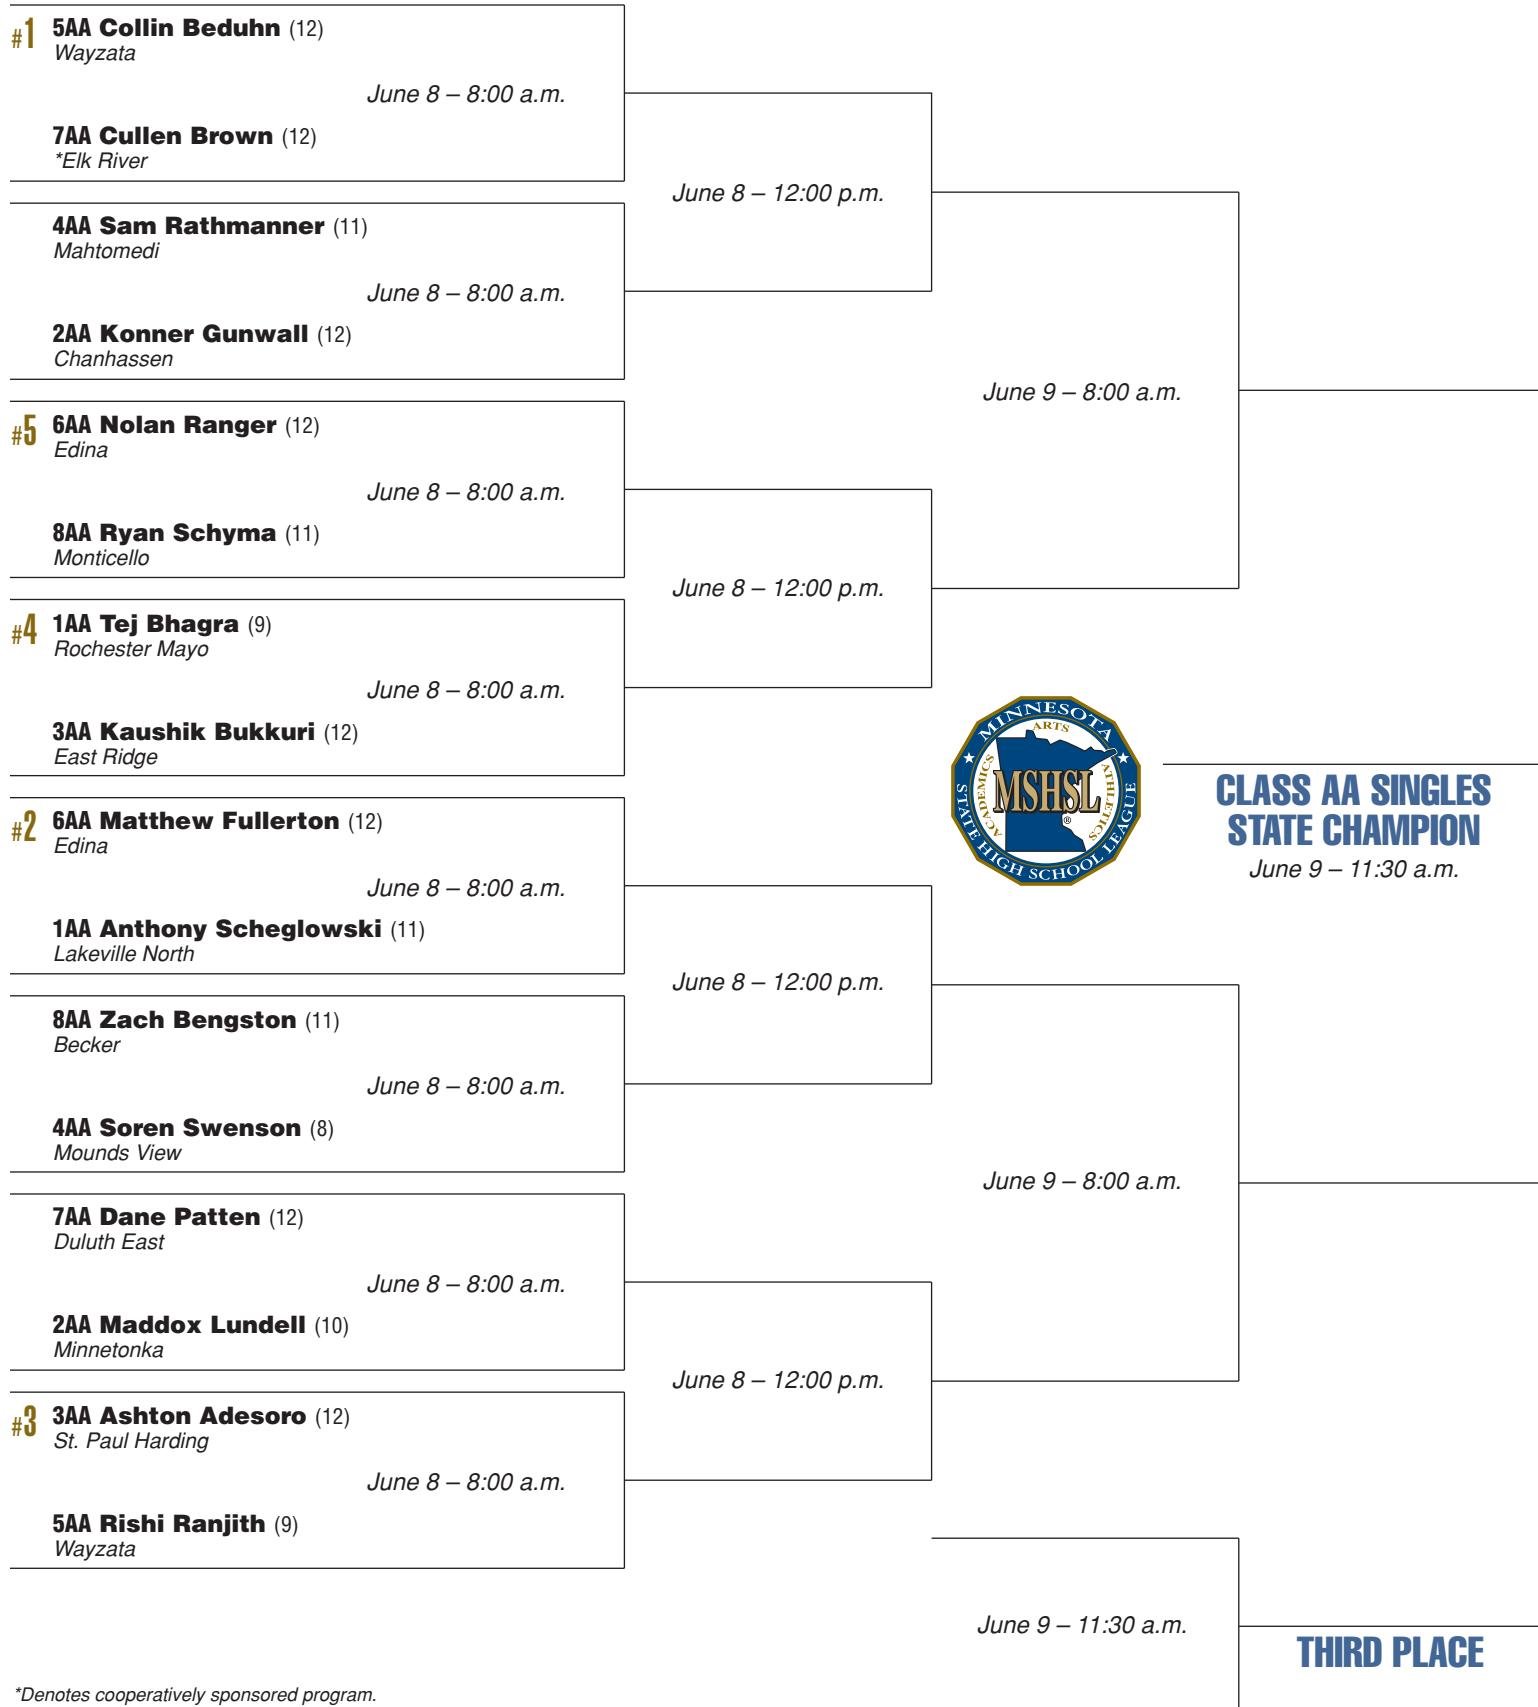 #1 5AA Collin Beduhn (12)
Wayzata
June 8 – 8:00 a.m.
7AA Cullen Brown (12)
*Elk River
June 8 – 12:00 p.m.
4AA Sam Rathmanner (11)
Mahtomedi
June 8 – 8:00 a.m.
2AA Konner Gunwall (12)
Chanhassen
June 9 – 8:00 a.m.
#5 6AA Nolan Ranger (12)
Edina
June 8 – 8:00 a.m.
8AA Ryan Schyma (11)
Monticello
June 8 – 12:00 p.m.
#4 1AA Tej Bhagra (9)
Rochester Mayo
June 8 – 8:00 a.m.
3AA Kaushik Bukkuri (12)
East Ridge
MINNESOTA
STATE HIGH SCHOOL LEAGUE
ACADEMICS
ARTS
ATHLETICS
MSHSL
®
CLASS AA SINGLES
STATE CHAMPION
June 9 – 11:30 a.m.
#2 6AA Matthew Fullerton (12)
Edina
June 8 – 8:00 a.m.
1AA Anthony Scheglowski (11)
Lakeville North
June 8 – 12:00 p.m.
8AA Zach Bengston (11)
Becker
June 8 – 8:00 a.m.
4AA Soren Swenson (8)
Mounds View
June 9 – 8:00 a.m.
7AA Dane Patten (12)
Duluth East
June 8 – 8:00 a.m.
2AA Maddox Lundell (10)
Minnetonka
June 8 – 12:00 p.m.
#3 3AA Ashton Adesoro (12)
St. Paul Harding
June 8 – 8:00 a.m.
5AA Rishi Ranjith (9)
Wayzata
June 9 – 11:30 a.m.
THIRD PLACE
*Denotes cooperatively sponsored program.